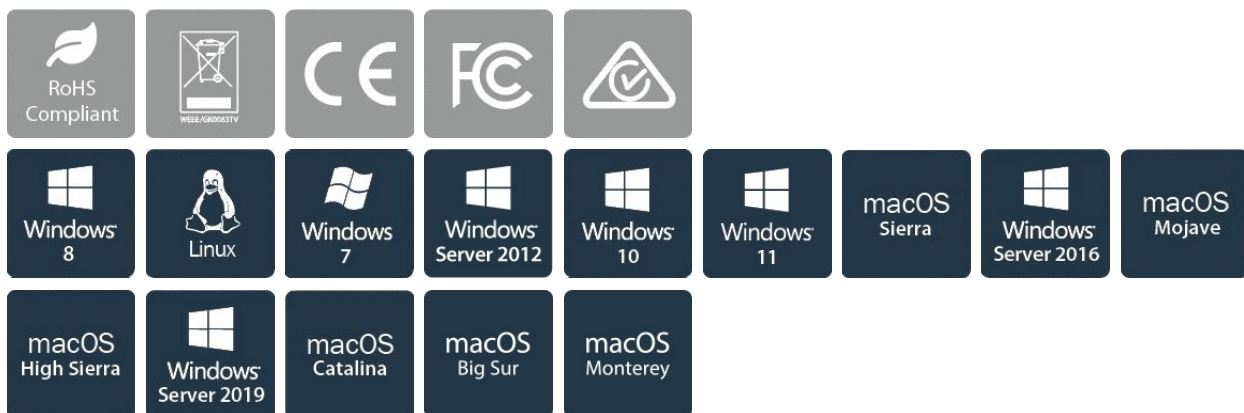 RoHS
Compliant
WEEE/GK0083TV
CE
FC
Windows
8
Linux
Windows
7
Windows
Server 2012
Windows
10
Windows
11
macOS
Sierra
Windows
Server 2016
macOS
Mojave
macOS
High Sierra
Windows
Server 2019
macOS
Catalina
macOS
Big Sur
macOS
Monterey